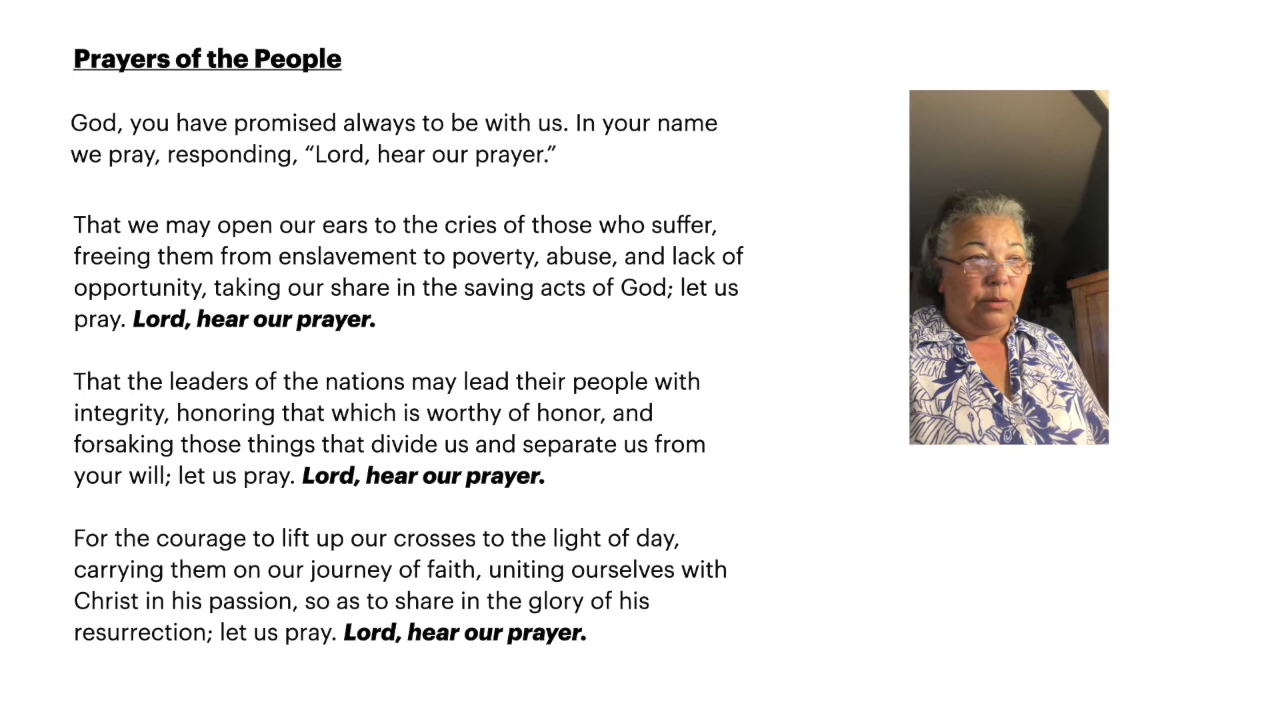 Prayers of the People
God, you have promised always to be with us. In your name
we pray, responding, “Lord, hear our prayer.”
That we may open our ears to the cries of those who suffer,
freeing them from enslavement to poverty, abuse, and lack of
opportunity, taking our share in the saving acts of God; let us
pray. Lord, hear our prayer.
That the leaders of the nations may lead their people with
integrity, honoring that which is worthy of honor, and
forsaking those things that divide us and separate us from
your will; let us pray. Lord, hear our prayer.
For the courage to lift up our crosses to the light of day,
carrying them on our journey of faith, uniting ourselves with
Christ in his passion, so as to share in the glory of his
resurrection; let us pray. Lord, hear our prayer.